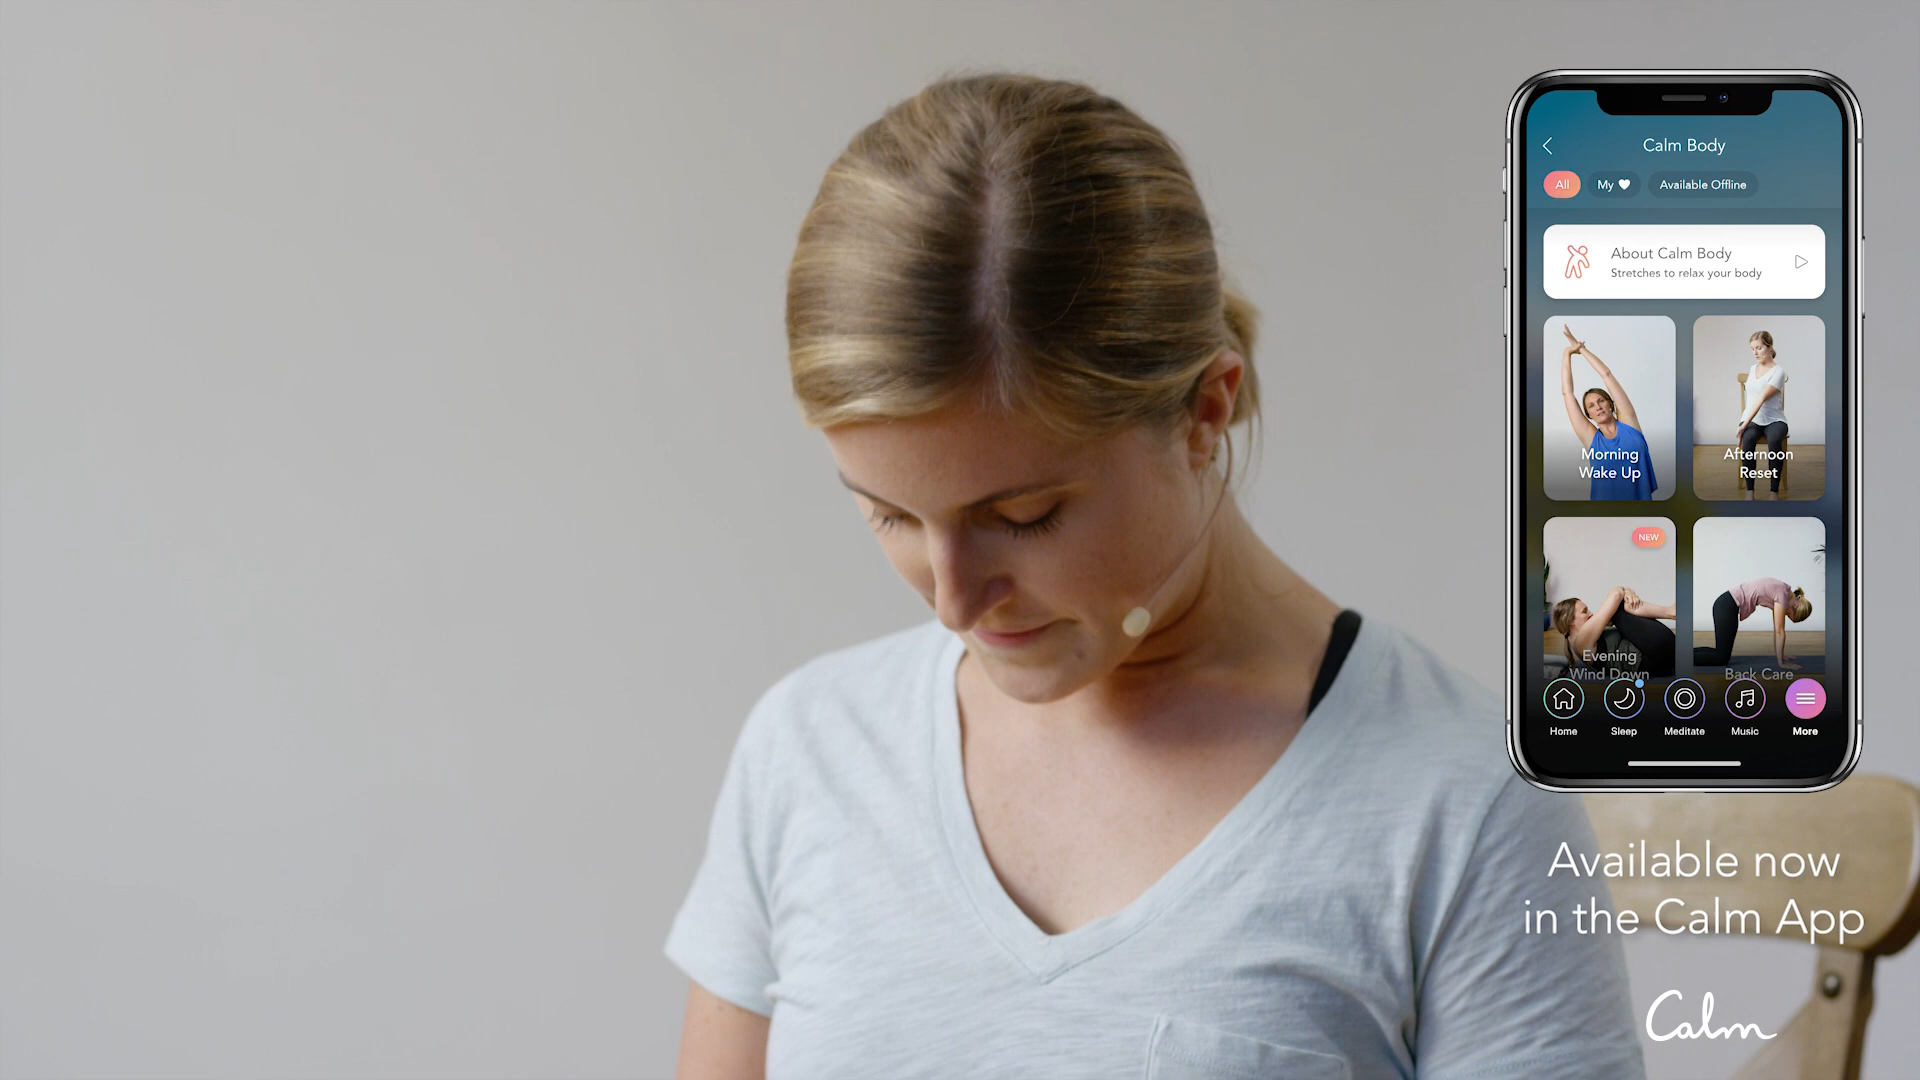 Calm Body
All
My
Available Offline
About Calm Body
Stretches to relax your body
Morning
Wake Up
Afternoon
Reset
NEW
Evening
Wind Down
Back Care
Home
Sleep
Meditate
Music
More
Available now
in the Calm App
Calm